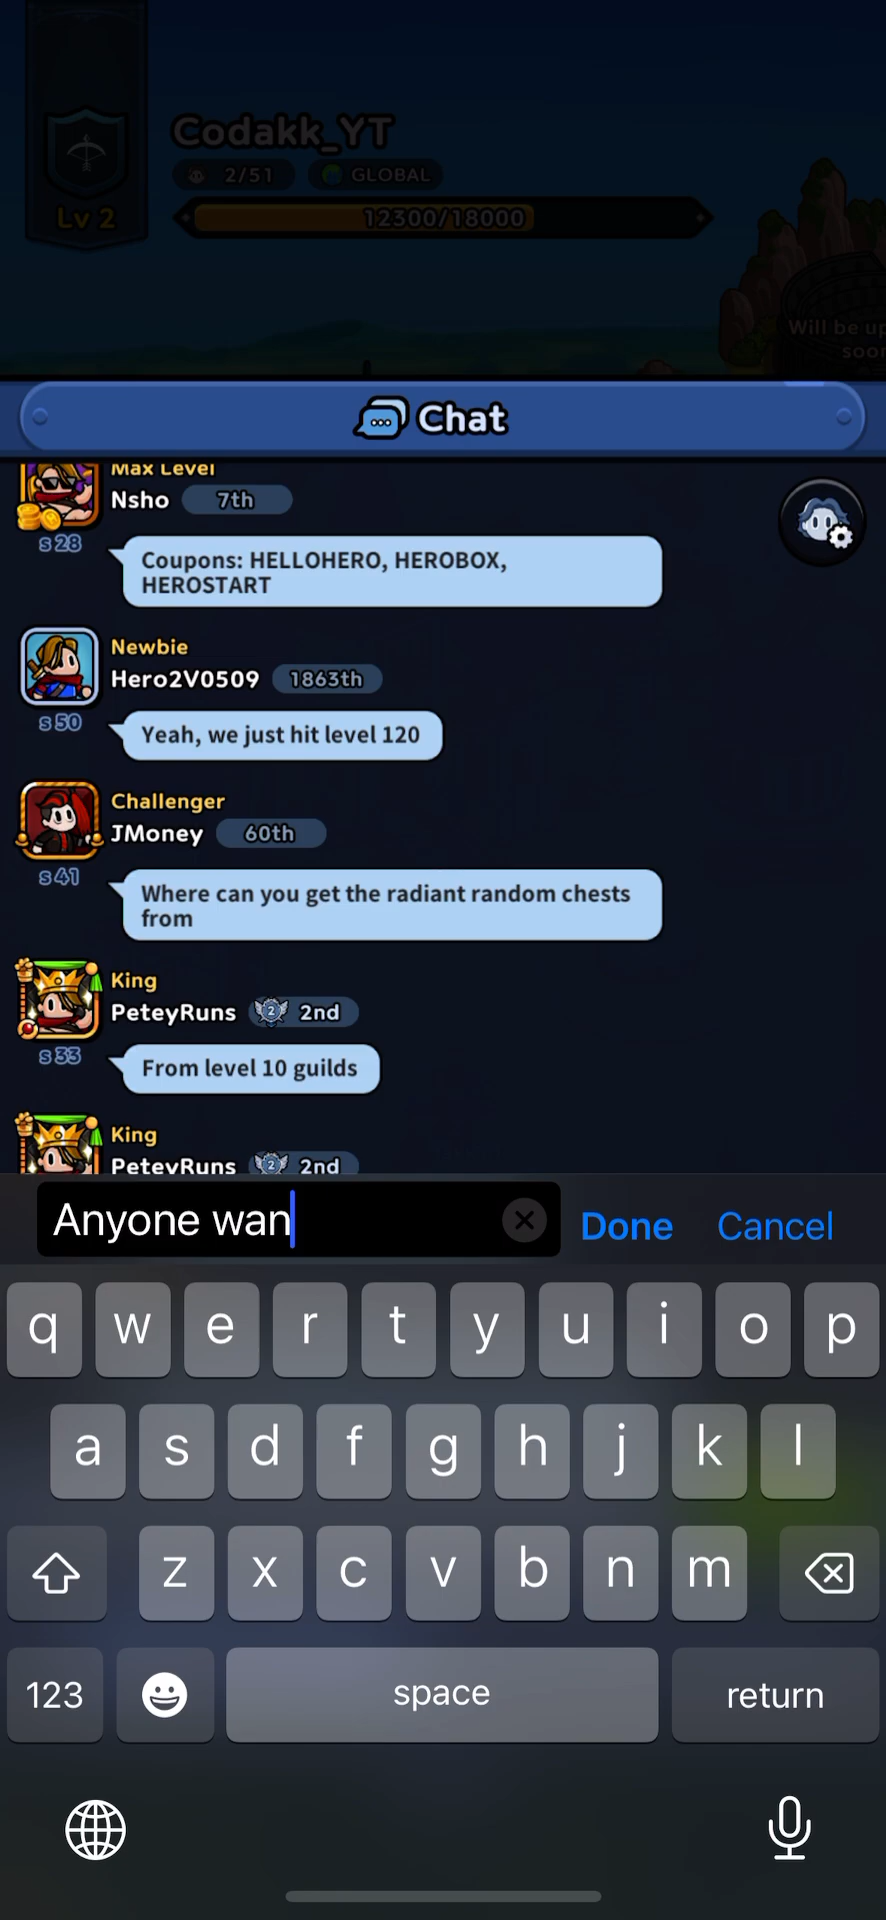 Codakk_YT
2/51 GLOBAL
Lv 2
12300/18000
Will be up
soon
Chat
Max Level
Nsho 7th
s28
Coupons: HELLOHERO, HEROBOX,
HEROSTART
Newbie
Hero2V0509 1863th
s50
Yeah, we just hit level 120
Challenger
JMoney 60th
s41
Where can you get the radiant random chests
from
King
PeteyRuns 2 2nd
s33
From level 10 guilds
King
PeteyRuns 2 2nd
Anyone wan
Done Cancel
q w e r t y u i o p
a s d f g h j k l
z x c v b n m
123 space return